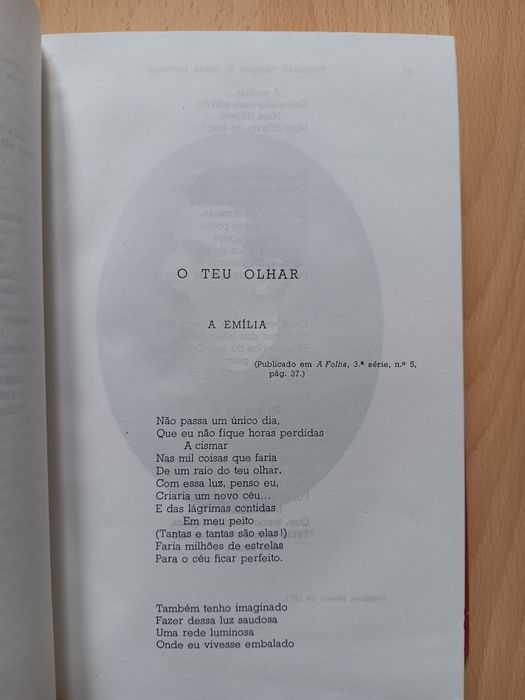 O TEU OLHAR
A EMÍLIA
(Publicado em A Folha, 3.ª série, n.º 5,
pág. 37.)
Não passa um único dia,
Que eu não fique horas perdidas
A cismar
Nas mil coisas que faria
De um raio do teu olhar.
Com essa luz, penso eu,
Criaria um novo céu...
E das lágrimas contidas
Em meu peito
(Tantas e tantas são elas!)
Faria milhões de estrelas
Para o céu ficar perfeito.
Também tenho imaginado
Fazer dessa luz saudosa
Uma rede luminosa
Onde eu vivesse embalado